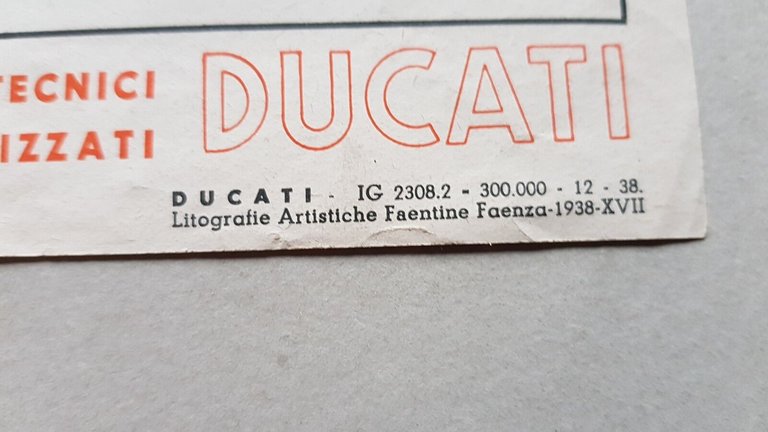 TECNICI
IZZATI
DUCATI
DUCATI - IG 2308.2 - 300.000 - 12 - 38.
Litografie Artistiche Faentine Faenza-1938-XVII